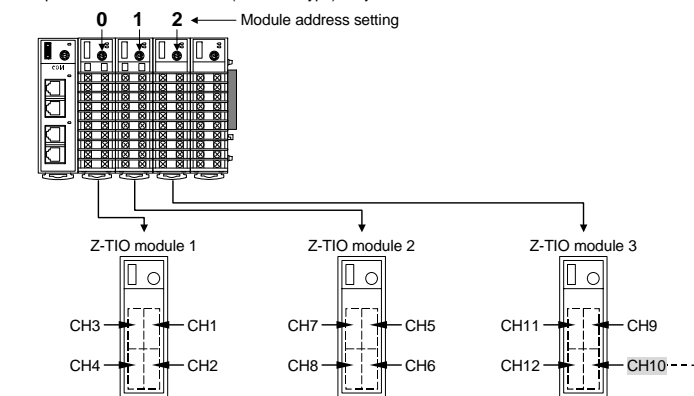 0 1 2 Module address setting
Z-TIO module 1 Z-TIO module 2 Z-TIO module 3
CH3 CH1 CH7 CH5 CH11 CH9
CH4 CH2 CH8 CH6 CH12 CH10